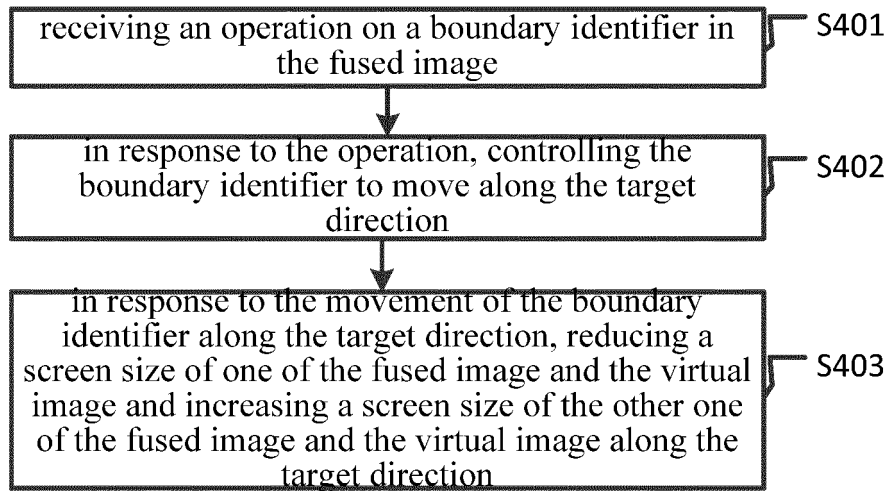 receiving an operation on a boundary identifier in
the fused image
S401
in response to the operation, controlling the
boundary identifier to move along the target
direction
S402
in response to the movement of the boundary
identifier along the target direction, reducing a
screen size of one of the fused image and the virtual
image and increasing a screen size of the other one
of the fused image and the virtual image along the
target direction
S403